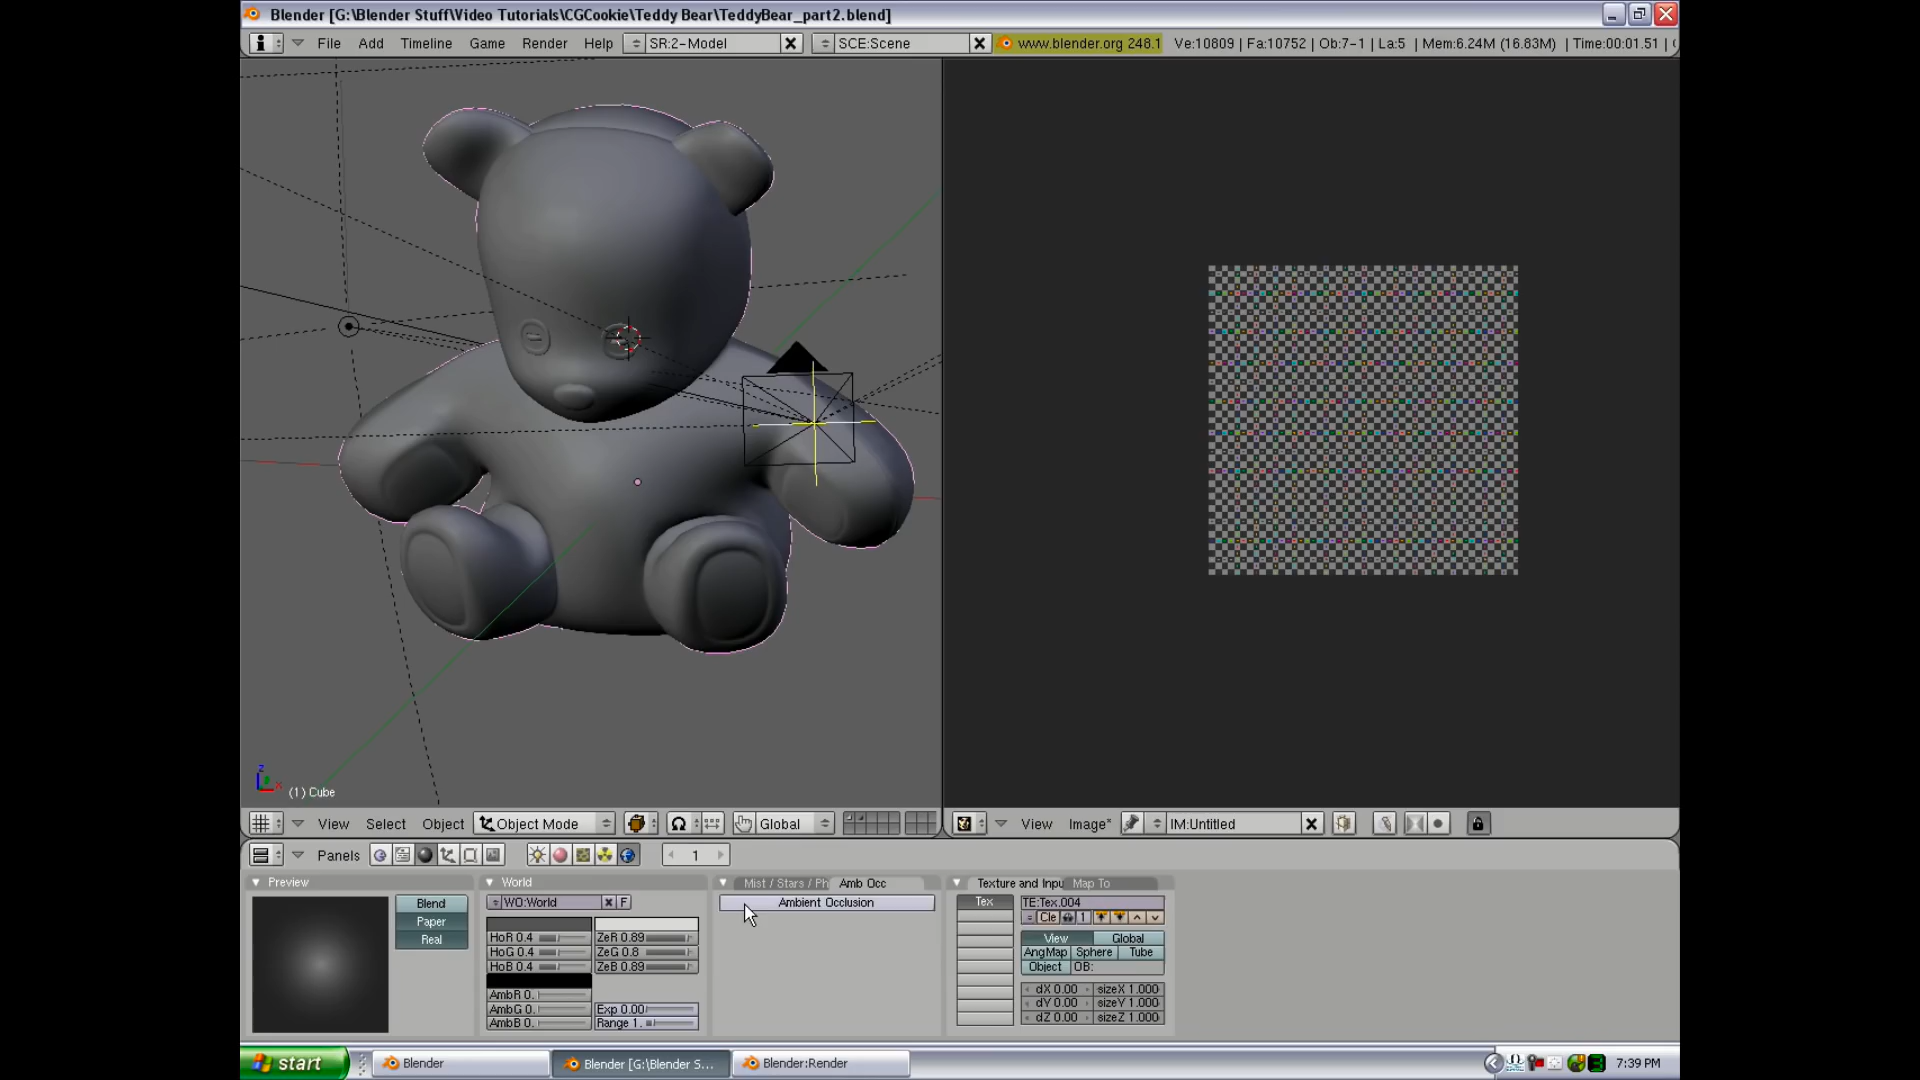 Blender [G:\Blender Stuff\Video Tutorials\CGCookie\Teddy Bear\TeddyBear_part2.blend]
File Add Timeline Game Render Help SR:2-Model SCE:Scene www.blender.org 248.1 Ve:10809 | Fa:10752 | Ob:7-1 | La:5 | Mem:6.24M (16.83M) | Time:00:01.51 |
z
x
(1) Cube
View Select Object Object Mode Global
View Image* IM:Untitled
Panels 1
Preview
Blend
Paper
Real
World
WO:World F
HoR 0.4 ZeR 0.89
HoG 0.4 ZeG 0.8
HoB 0.4 ZeB 0.89
AmbR 0.
AmbG 0. Exp 0.00
AmbB 0. Range 1.
Mist / Stars / Ph Amb Occ
Ambient Occlusion
Texture and Inpu Map To
Tex TE:Tex.004
Cle 1
View Global
AngMap Sphere Tube
Object OB:
dX 0.00 sizeX 1.000
dY 0.00 sizeY 1.000
dZ 0.00 sizeZ 1.000
start Blender Blender [G:\Blender S... Blender:Render 7:39 PM